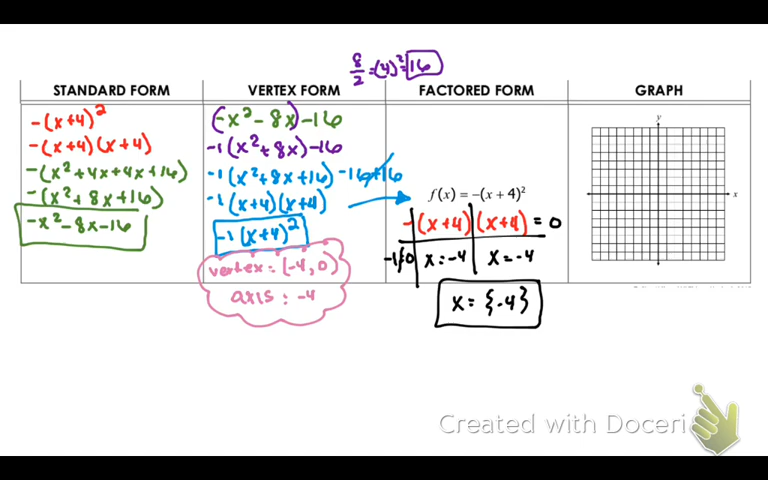 8/2 = (4)² = 16
STANDARD FORM
VERTEX FORM
FACTORED FORM
GRAPH
-(x+4)²
-(x+4)(x+4)
-(x²+4x+4x+16)
-(x²+8x+16)
-x²-8x-16
(-x²-8x)-16
-1(x²+8x)-16
-1(x²+8x+16)-16+16
-1(x+4)(x+4)
-1(x+4)²
vertex = (-4, 0)
axis : -4
f(x) = -(x + 4)²
-(x+4)(x+4) = 0
-1≠0 x=-4 x=-4
x = {-4}
y
x
Created with Doceri